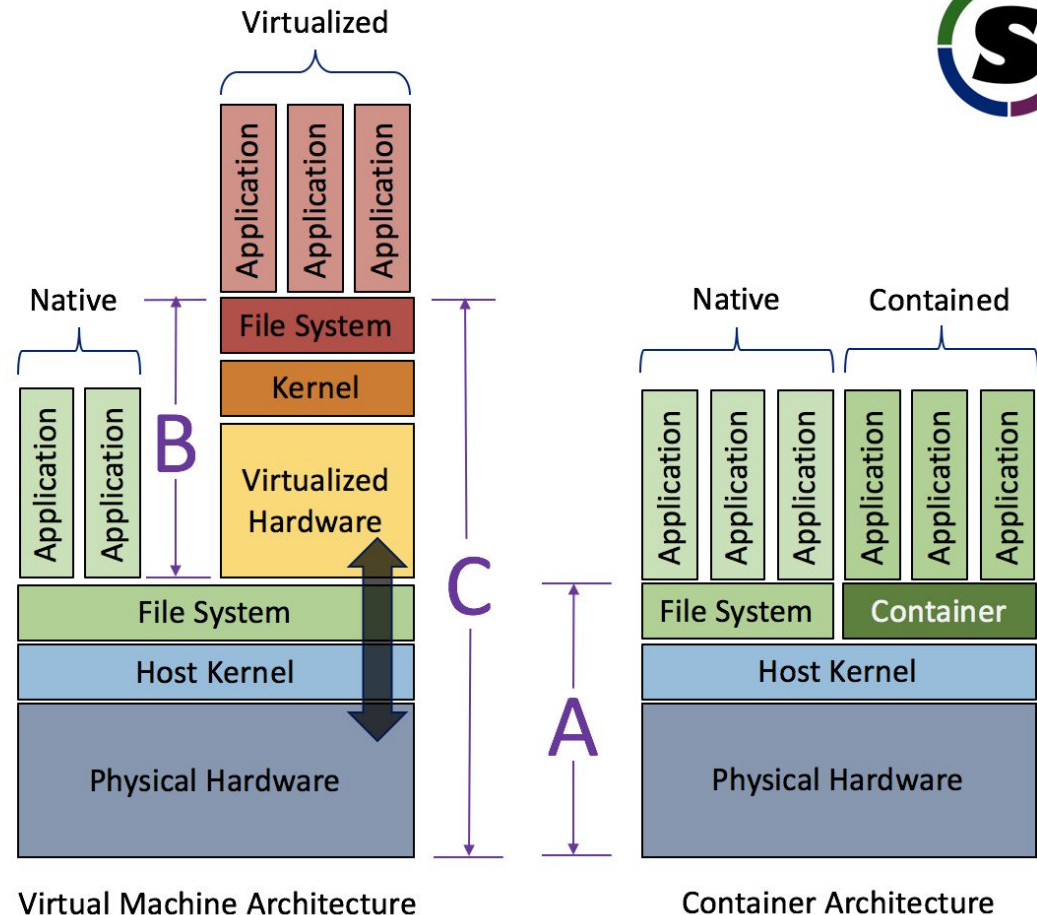 Virtualized
Application
Application
Application
Native
File System
Kernel
Virtualized
Hardware
Application
Application
B
C
File System
Host Kernel
Physical Hardware
Virtual Machine Architecture
S
Native
Contained
Application
Application
Application
Application
Application
Application
File System
Container
A
Host Kernel
Physical Hardware
Container Architecture